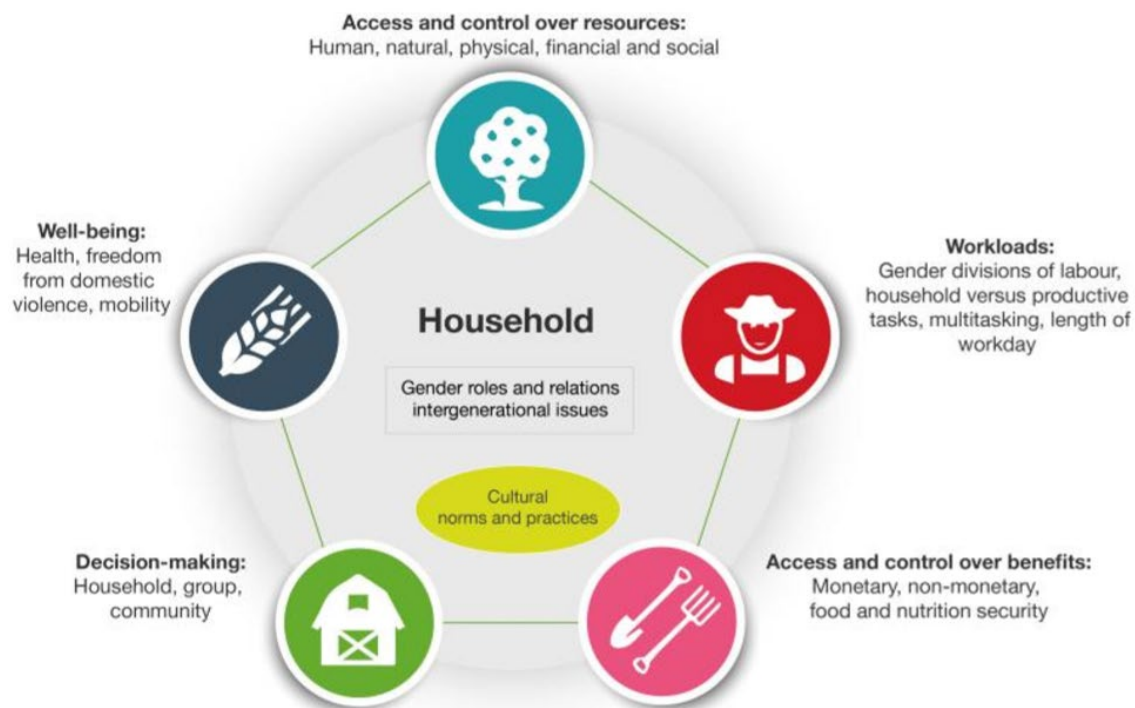 Access and control over resources:
Human, natural, physical, financial and social
Well-being:
Health, freedom
from domestic
violence, mobility
Workloads:
Gender divisions of labour,
household versus productive
tasks, multitasking, length of
workday
Household
Gender roles and relations
intergenerational issues
Cultural
norms and practices
Decision-making:
Household, group,
community
Access and control over benefits:
Monetary, non-monetary,
food and nutrition security